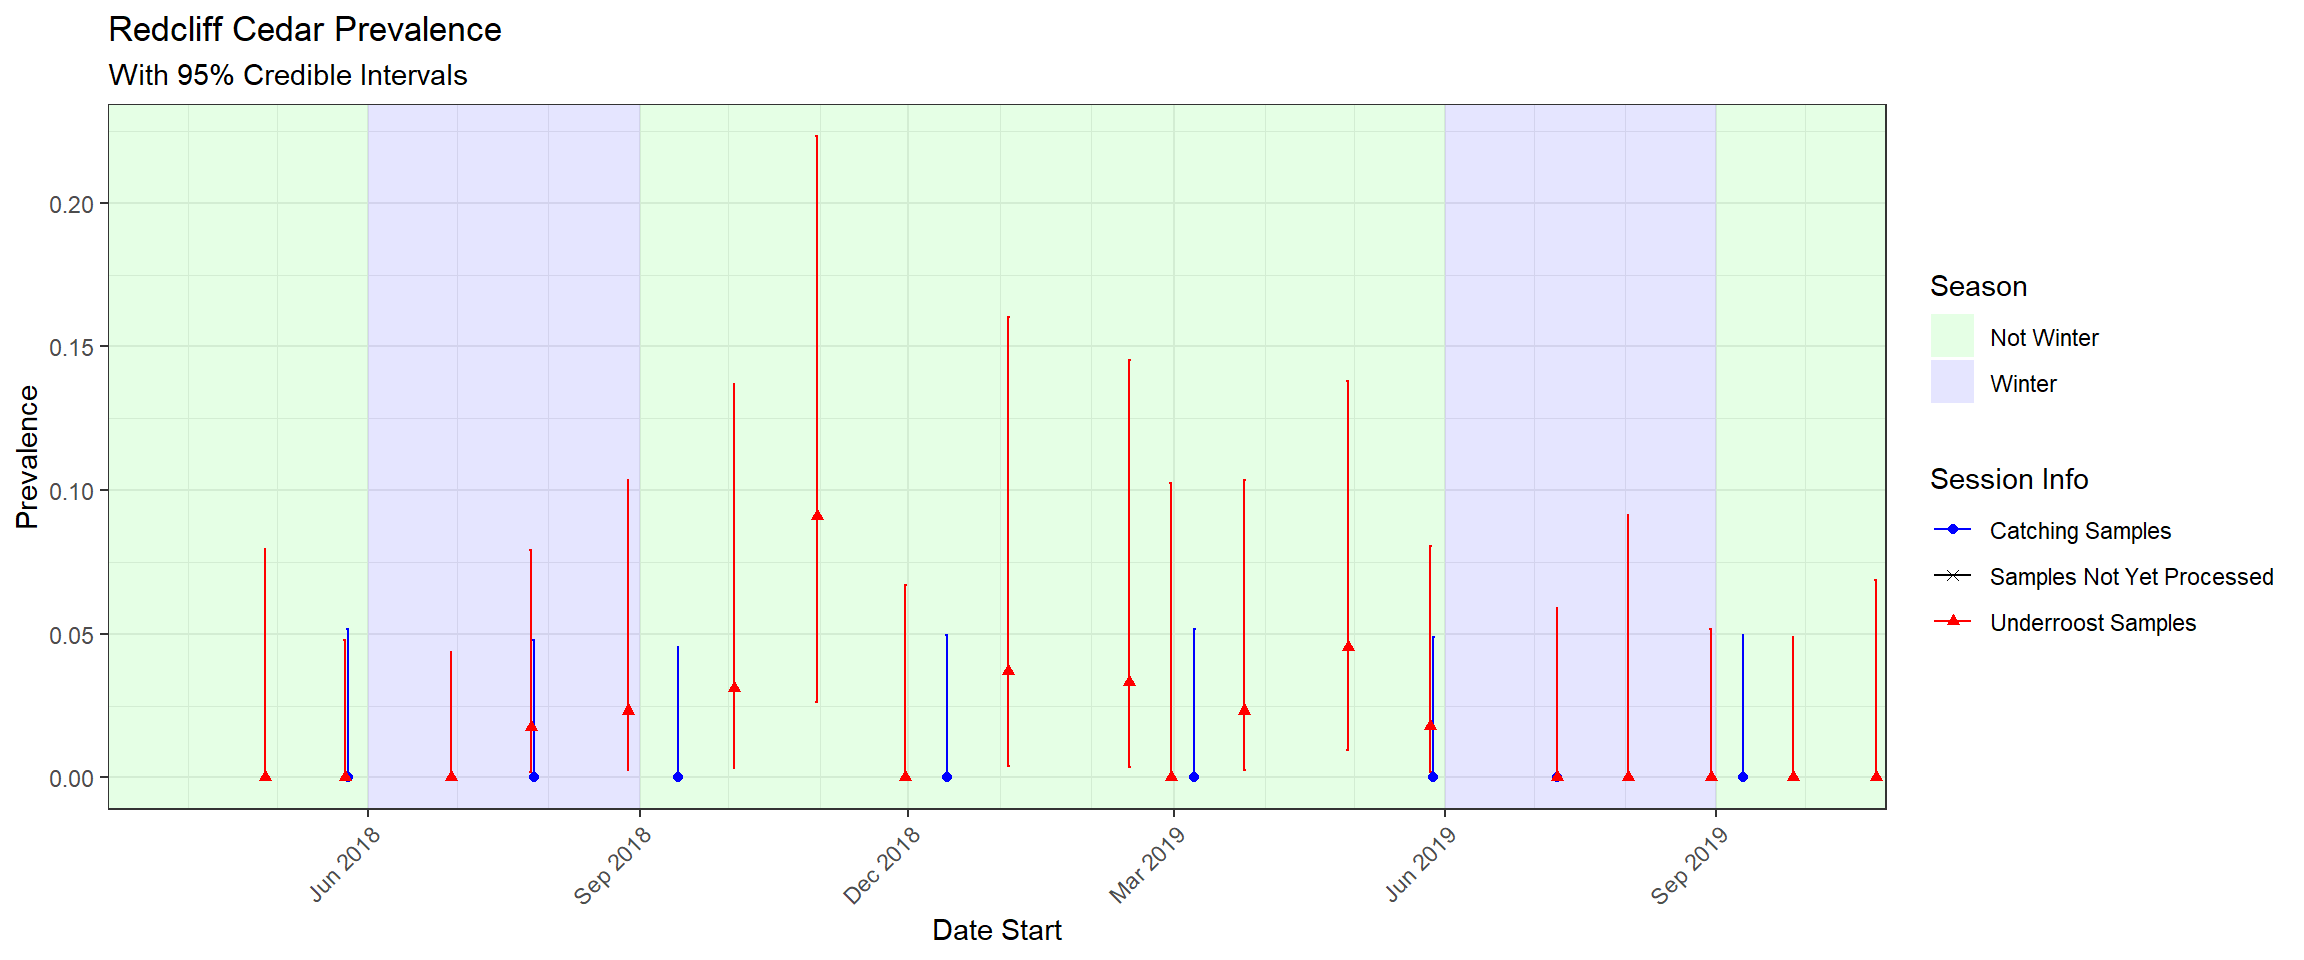 Redcliff Cedar Prevalence
With 95% Credible Intervals
Prevalence
0.20
0.15
0.10
0.05
0.00
Jun 2018
Sep 2018
Dec 2018
Mar 2019
Jun 2019
Sep 2019
Date Start
Season
Not Winter
Winter
Session Info
Catching Samples
Samples Not Yet Processed
Underroost Samples